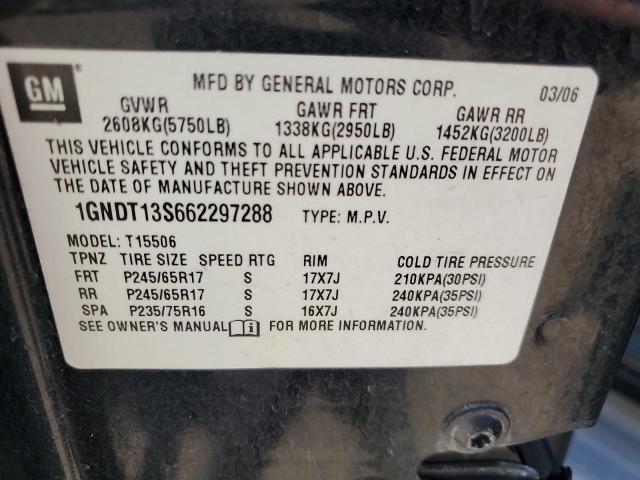 GM ®
MFD BY GENERAL MOTORS CORP. 03/06
GVWR GAWR FRT GAWR RR
2608KG(5750LB) 1338KG(2950LB) 1452KG(3200LB)
THIS VEHICLE CONFORMS TO ALL APPLICABLE U.S. FEDERAL MOTOR
VEHICLE SAFETY AND THEFT PREVENTION STANDARDS IN EFFECT ON
THE DATE OF MANUFACTURE SHOWN ABOVE.
1GNDT13S662297288 TYPE: M.P.V.
MODEL: T15506
TPNZ TIRE SIZE SPEED RTG RIM COLD TIRE PRESSURE
FRT P245/65R17 S 17X7J 210KPA(30PSI)
RR P245/65R17 S 17X7J 240KPA(35PSI)
SPA P235/75R16 S 16X7J 240KPA(35PSI)
SEE OWNER'S MANUAL FOR MORE INFORMATION.